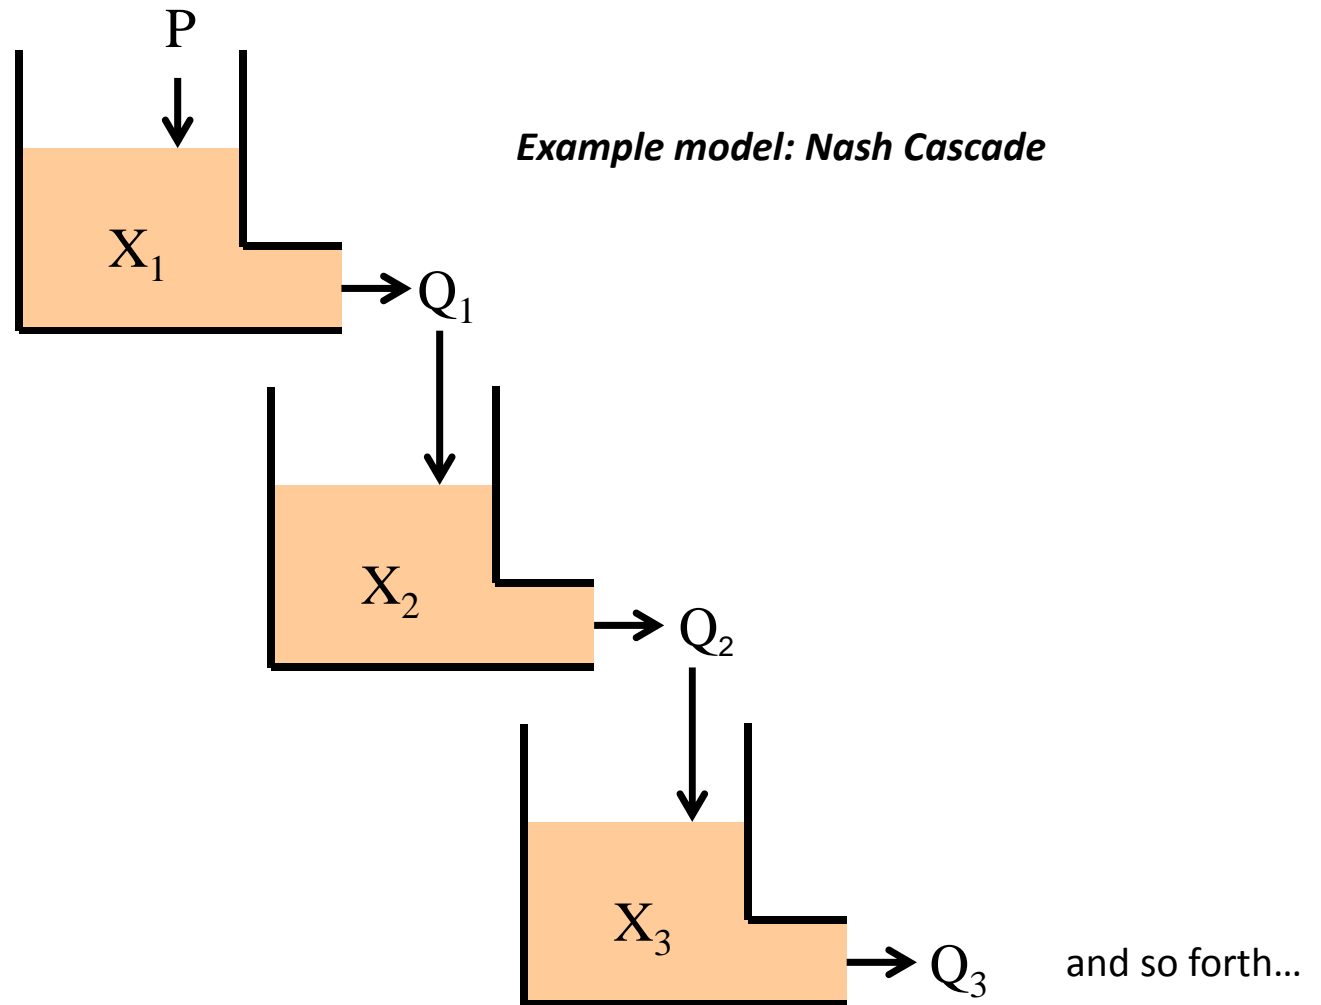 P
Example model: Nash Cascade
X₁
Q₁
X₂
Q₂
X₃
Q₃
and so forth…